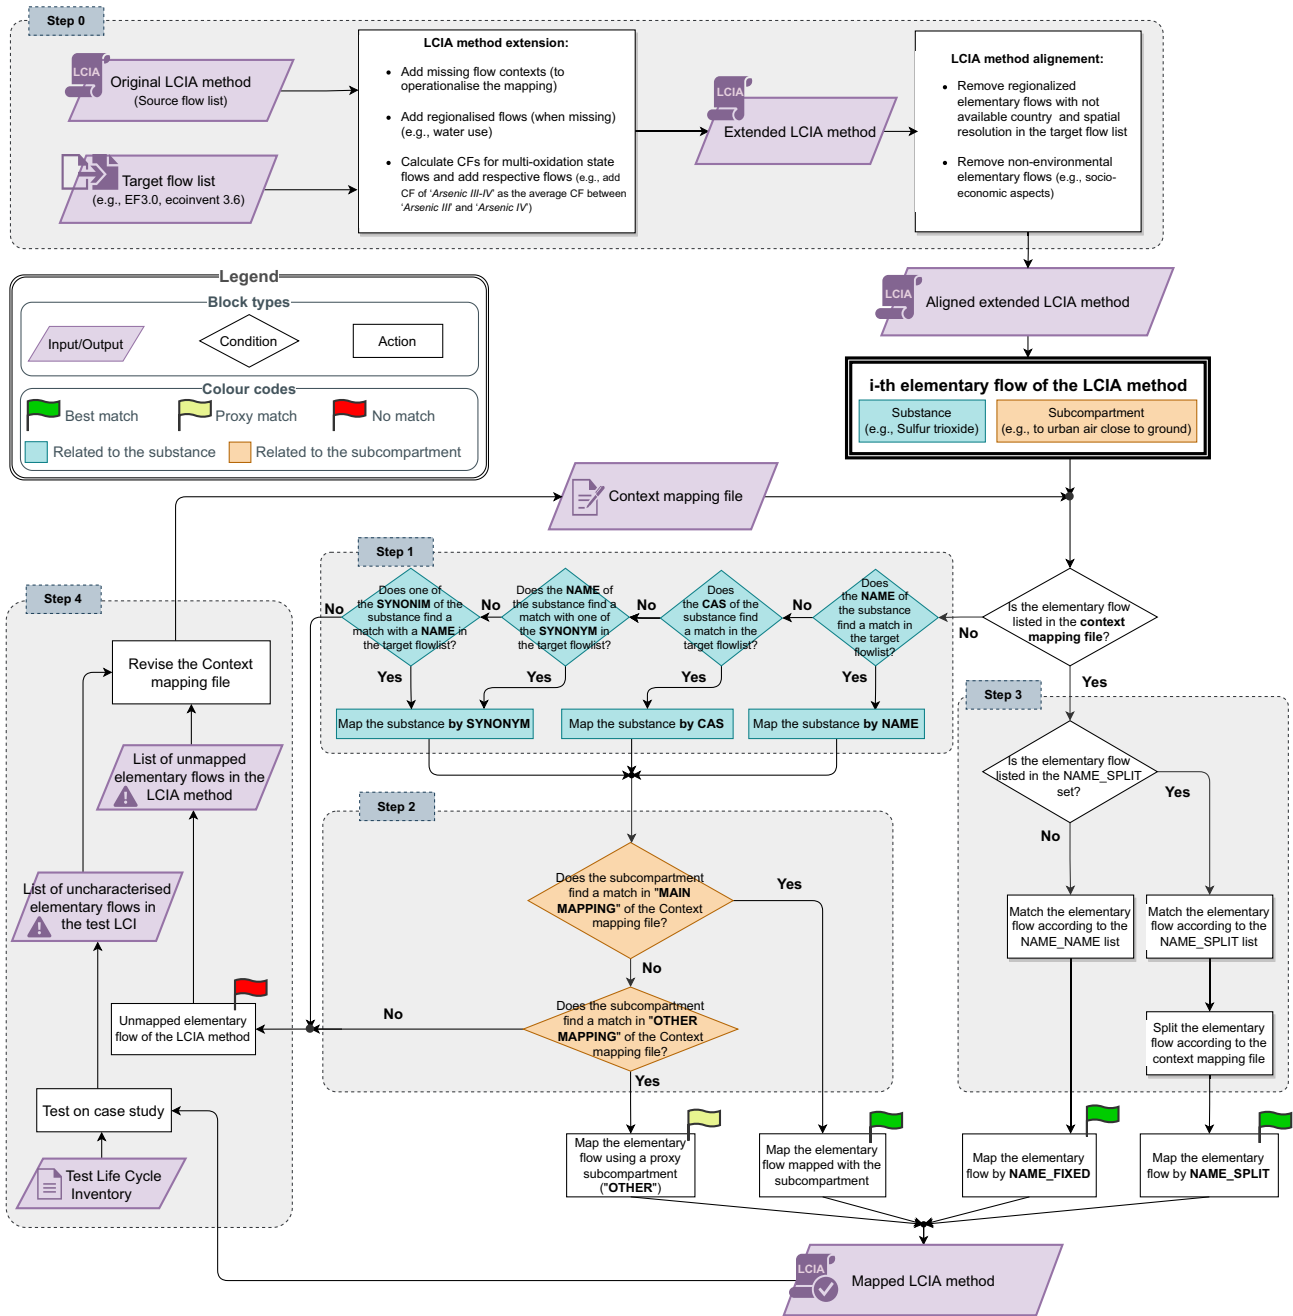 Step 0
LCIA
Original LCIA method
(Source flow list)
Target flow list
(e.g., EF3.0, ecoinvent 3.6)
LCIA method extension:
• Add missing flow contexts (to
operationalise the mapping)
• Add regionalised flows (when missing)
(e.g., water use)
• Calculate CFs for multi-oxidation state
flows and add respective flows (e.g., add
CF of 'Arsenic III-IV' as the average CF between
'Arsenic III' and 'Arsenic IV')
LCIA
Extended LCIA method
LCIA method alignement:
• Remove regionalized
elementary flows with not
available country and spatial
resolution in the target flow list
• Remove non-environmental
elementary flows (e.g., socio-
economic aspects)
Legend
Block types
Input/Output
Condition
Action
Colour codes
Best match
Proxy match
No match
Related to the substance
Related to the subcompartment
LCIA
Aligned extended LCIA method
i-th elementary flow of the LCIA method
Substance
(e.g., Sulfur trioxide)
Subcompartment
(e.g., to urban air close to ground)
Context mapping file
Is the elementary flow
listed in the context
mapping file?
No
Yes
Step 1
Does one of
the SYNONIM of the
substance find a
match with a NAME in
the target flowlist?
No
Yes
Does the NAME of
the substance find a
match with one of
the SYNONYM in
the target flowlist?
No
Yes
Does
the CAS of the
substance find
a match in the
target flowlist?
No
Yes
Does
the NAME of
the substance
find a match in
the target
flowlist?
No
Yes
Map the substance by SYNONYM
Map the substance by CAS
Map the substance by NAME
Step 2
Does the subcompartment
find a match in "MAIN
MAPPING" of the Context
mapping file?
Yes
No
Does the subcompartment
find a match in "OTHER
MAPPING" of the Context
mapping file?
No
Yes
Map the elementary
flow using a proxy
subcompartment
("OTHER")
Map the elementary
flow mapped with the
subcompartment
Step 3
Is the elementary flow
listed in the NAME_SPLIT
set?
No
Yes
Match the elementary
flow according to the
NAME_NAME list
Match the elementary
flow according to the
NAME_SPLIT list
Split the elementary
flow according to the
context mapping file
Map the elementary
flow by NAME_FIXED
Map the elementary
flow by NAME_SPLIT
Step 4
Revise the Context
mapping file
List of unmapped
elementary flows in the
LCIA method
List of uncharacterised
elementary flows in
the test LCI
Unmapped elementary
flow of the LCIA method
Test on case study
Test Life Cycle
Inventory
LCIA
Mapped LCIA method